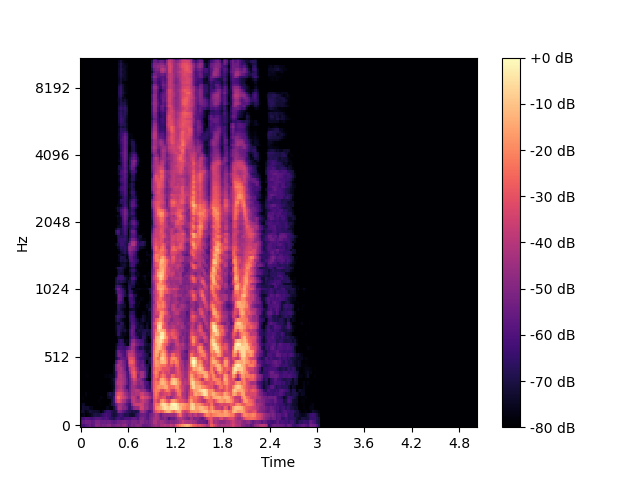 8192
4096
2048
1024
512
0
Hz
0 0.6 1.2 1.8 2.4 3 3.6 4.2 4.8
Time
+0 dB
-10 dB
-20 dB
-30 dB
-40 dB
-50 dB
-60 dB
-70 dB
-80 dB